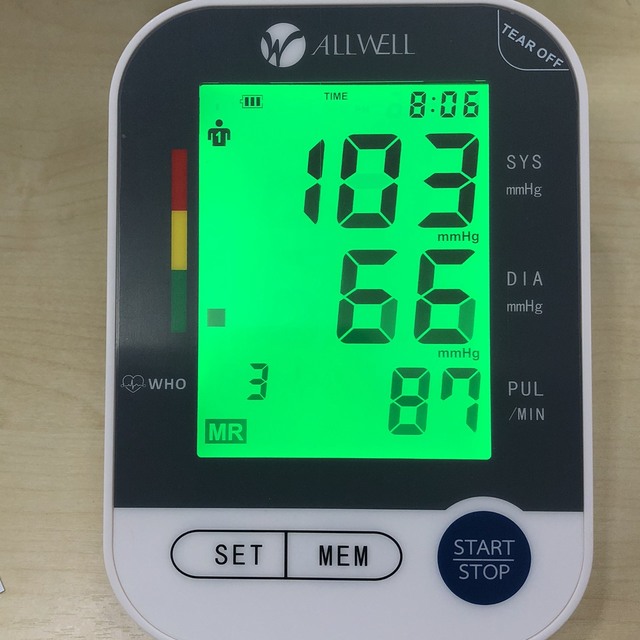 ALLWELL
TEAR OFF
TIME
8:06
1
103
SYS
mmHg
mmHg
66
DIA
mmHg
mmHg
WHO
3
87
PUL
/MIN
MR
SET
MEM
START
STOP